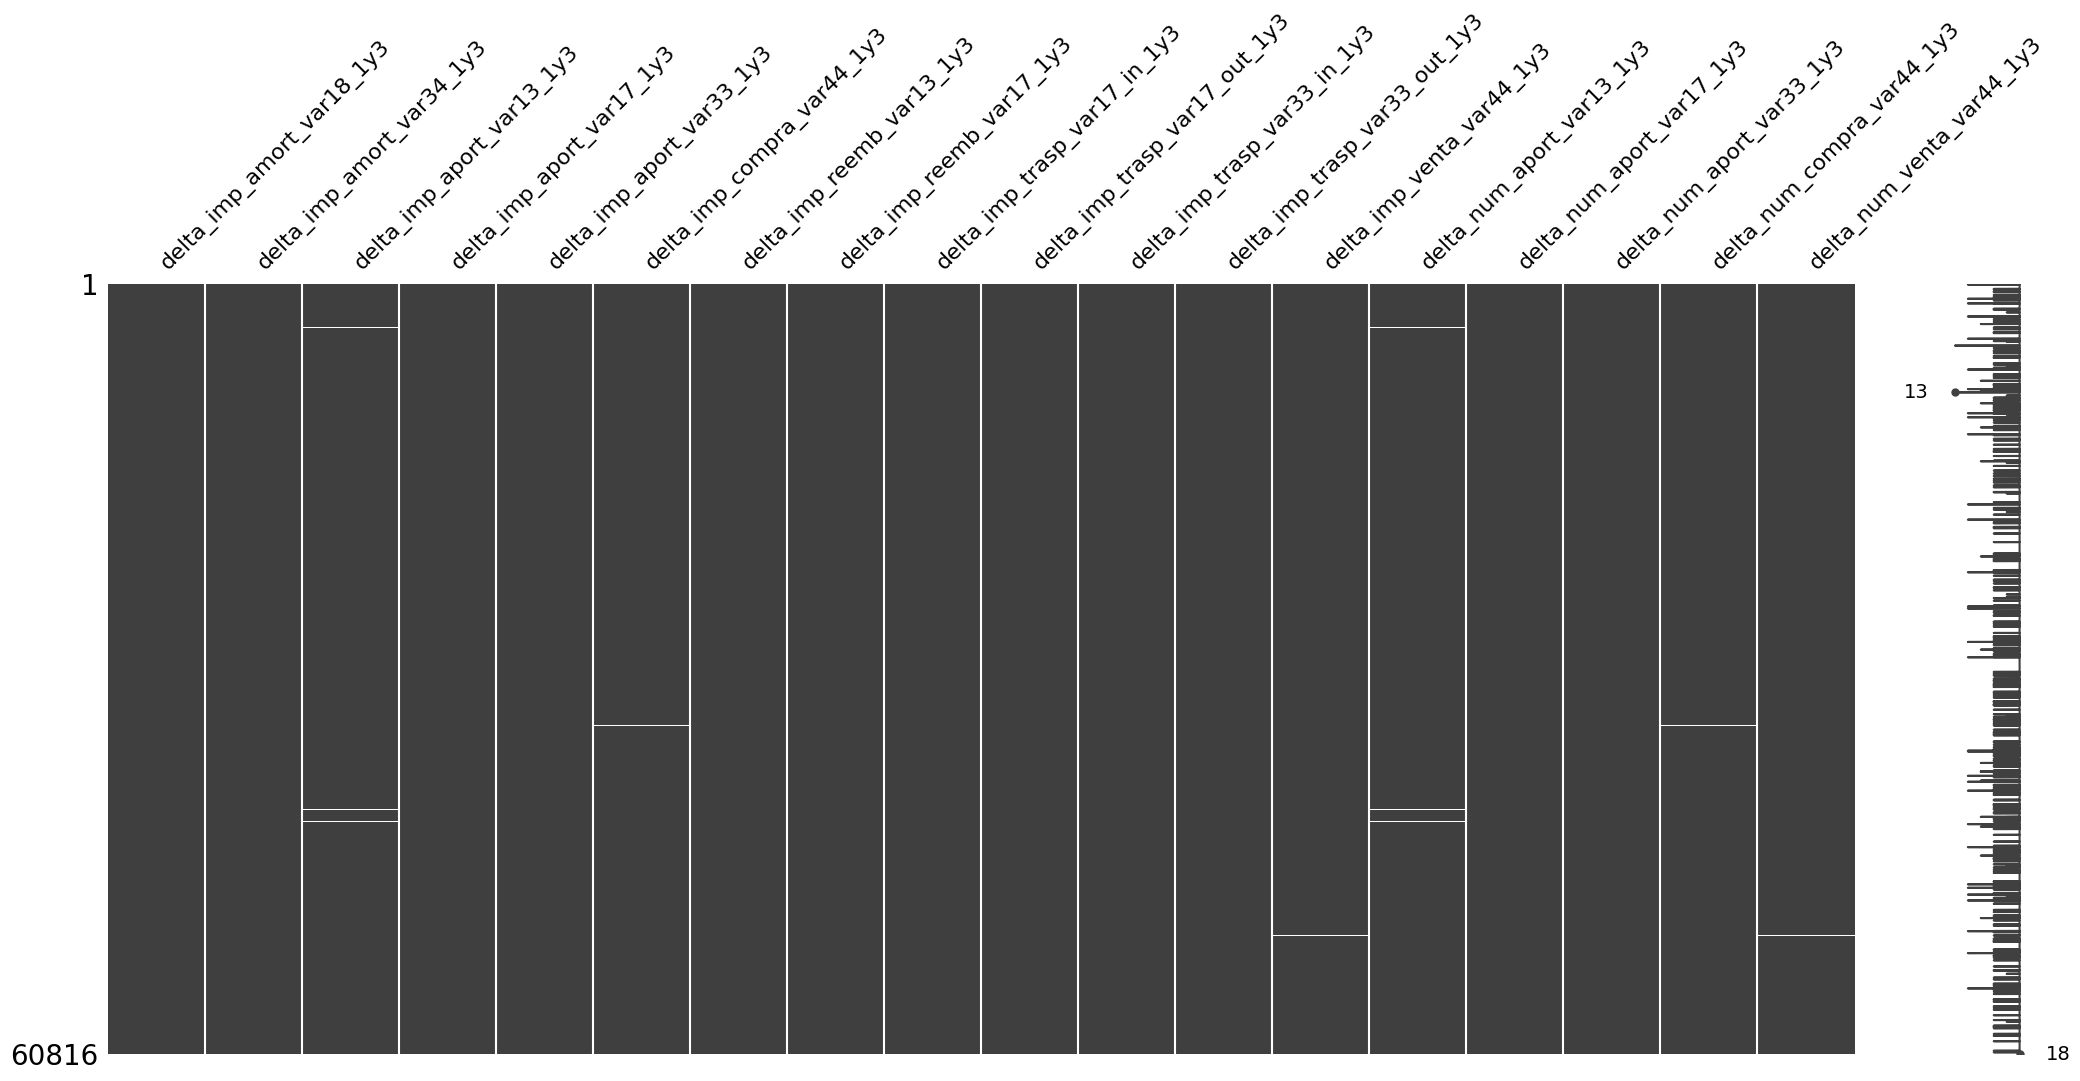 delta_imp_amort_var18_1y3
delta_imp_amort_var34_1y3
delta_imp_aport_var13_1y3
delta_imp_aport_var17_1y3
delta_imp_aport_var33_1y3
delta_imp_compra_var44_1y3
delta_imp_reemb_var13_1y3
delta_imp_reemb_var17_1y3
delta_imp_trasp_var17_in_1y3
delta_imp_trasp_var17_out_1y3
delta_imp_trasp_var33_in_1y3
delta_imp_trasp_var33_out_1y3
delta_imp_venta_var44_1y3
delta_num_aport_var13_1y3
delta_num_aport_var17_1y3
delta_num_aport_var33_1y3
delta_num_compra_var44_1y3
delta_num_venta_var44_1y3
1
13
60816
18